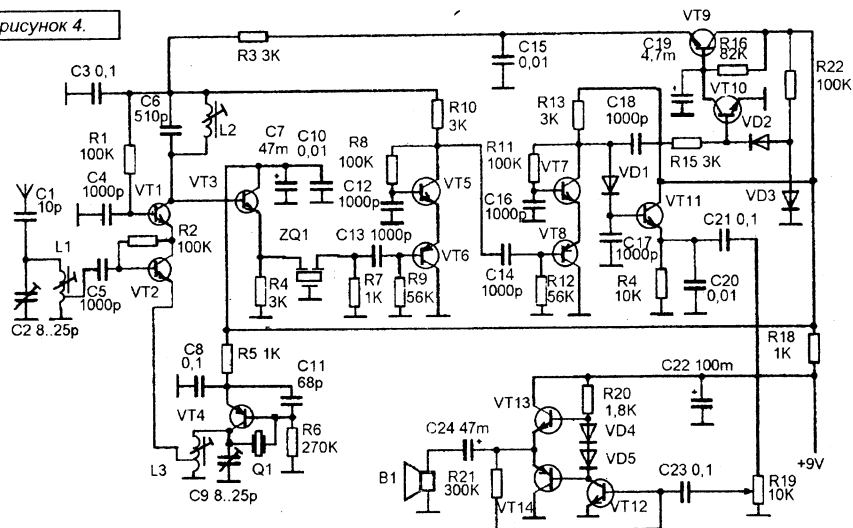 рисунок 4.
VT9
R3 3K
C15
0,01
C19
4,7m
R16
82K
C3 0,1
C6
510p
L2
R10
3K
R13
3K
C18
1000p
VT10
R22
100K
R1
100K
C7
47m
C10
0,01
R8
100K
R11
100K
VT7
VD2
R15 3K
C4
1000p
VT1
VT3
VT5
VD1
C12
1000p
C16
1000p
VD3
C1
10p
VT11
R2
100K
ZQ1
C13 1000p
C21 0,1
L1
VT2
VT6
VT8
C17
1000p
C5
1000p
R4
3K
R7
1K
R9
56K
C14
1000p
R12
56K
R4
10K
C20
0,01
C2 8..25p
R18
1K
C8
0,1
R5 1K
C11
68p
C22 100m
VT4
VT13
R20
1,8K
R6
270K
C24 47m
VD4
L3
Q1
VD5
C23 0,1
+9V
B1
R21
300K
R19
10K
C9 8..25p
VT14
VT12